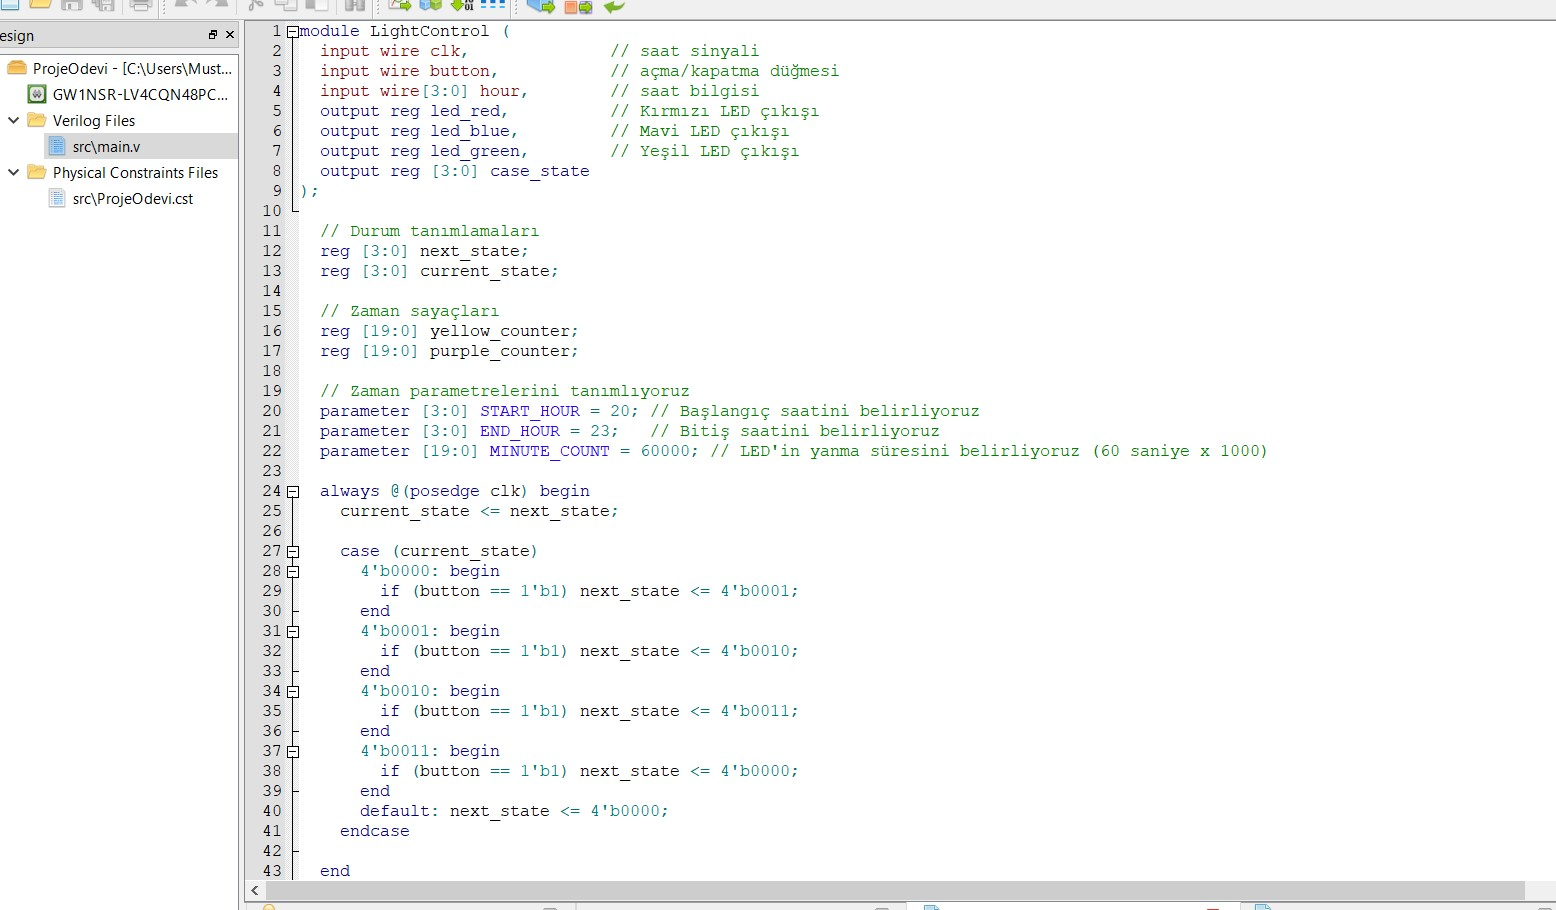 esign
ProjeOdevi - [C:\Users\Must...
GW1NSR-LV4CQN48PC...
Verilog Files
src\main.v
Physical Constraints Files
src\ProjeOdevi.cst
1 module LightControl (
2 input wire clk, // saat sinyali
3 input wire button, // açma/kapatma düğmesi
4 input wire[3:0] hour, // saat bilgisi
5 output reg led_red, // Kırmızı LED çıkışı
6 output reg led_blue, // Mavi LED çıkışı
7 output reg led_green, // Yeşil LED çıkışı
8 output reg [3:0] case_state
9 );
10
11 // Durum tanımlamaları
12 reg [3:0] next_state;
13 reg [3:0] current_state;
14
15 // Zaman sayaçları
16 reg [19:0] yellow_counter;
17 reg [19:0] purple_counter;
18
19 // Zaman parametrelerini tanımlıyoruz
20 parameter [3:0] START_HOUR = 20; // Başlangıç saatini belirliyoruz
21 parameter [3:0] END_HOUR = 23; // Bitiş saatini belirliyoruz
22 parameter [19:0] MINUTE_COUNT = 60000; // LED'in yanma süresini belirliyoruz (60 saniye x 1000)
23
24 always @(posedge clk) begin
25 current_state <= next_state;
26
27 case (current_state)
28 4'b0000: begin
29 if (button == 1'b1) next_state <= 4'b0001;
30 end
31 4'b0001: begin
32 if (button == 1'b1) next_state <= 4'b0010;
33 end
34 4'b0010: begin
35 if (button == 1'b1) next_state <= 4'b0011;
36 end
37 4'b0011: begin
38 if (button == 1'b1) next_state <= 4'b0000;
39 end
40 default: next_state <= 4'b0000;
41 endcase
42
43 end